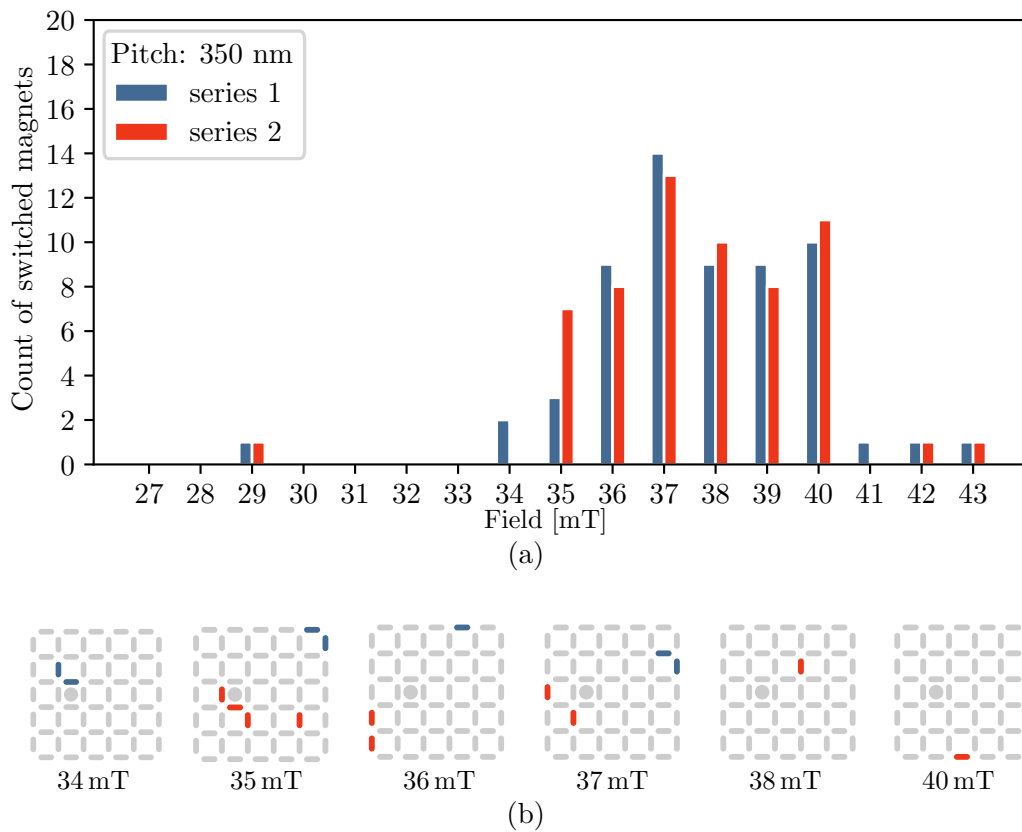 20
18
16
14
12
10
8
6
4
2
0
Count of switched magnets
Pitch: 350 nm
series 1
series 2
27 28 29 30 31 32 33 34 35 36 37 38 39 40 41 42 43
Field [mT]
(a)
34 mT 35 mT 36 mT 37 mT 38 mT 40 mT
(b)